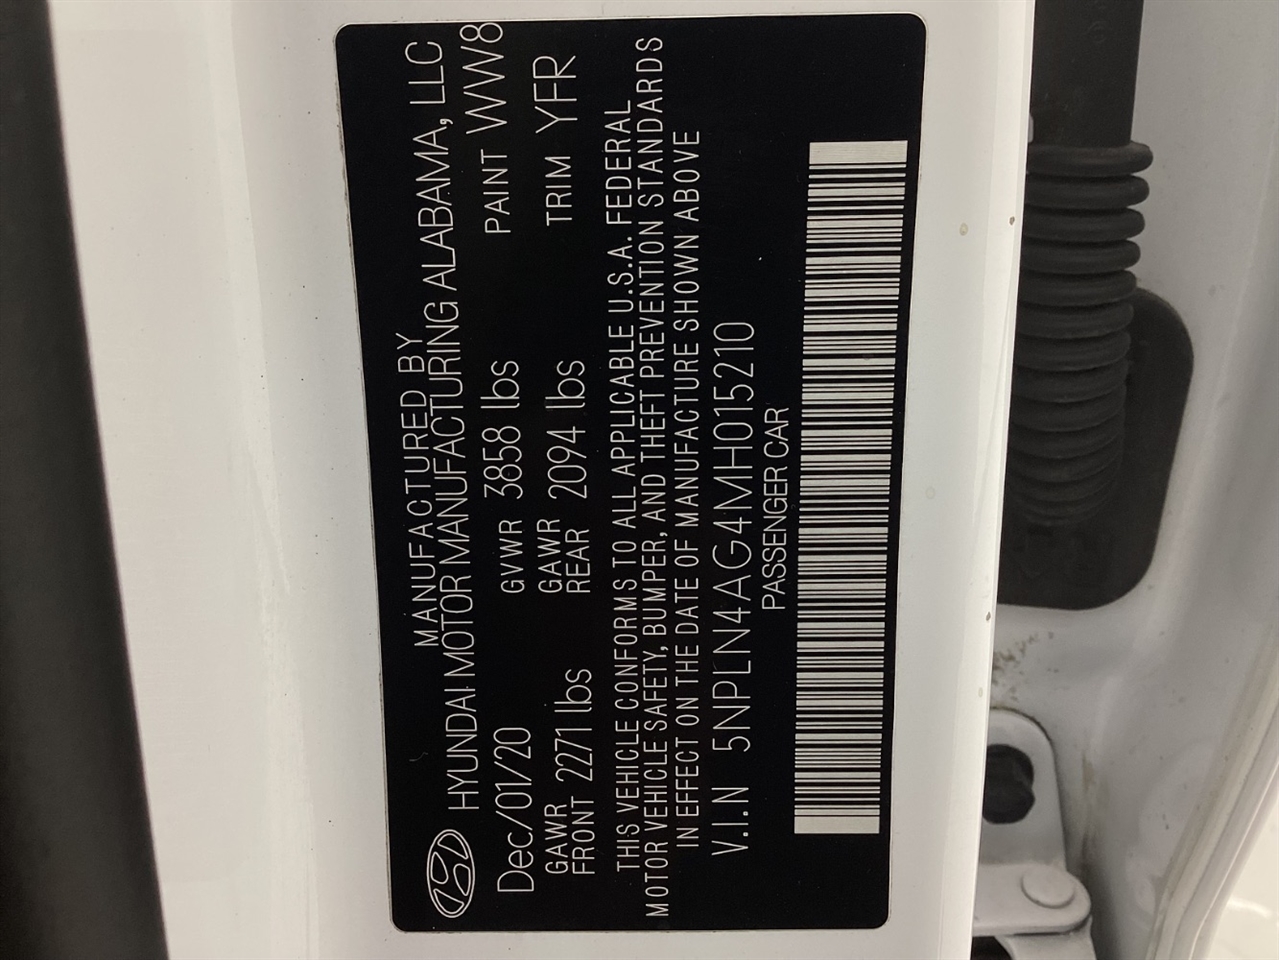 MANUFACTURED BY
HYUNDAI MOTOR MANUFACTURING ALABAMA, LLC
Dec/01/20 GVWR 3858 lbs PAINT WW8
GAWR FRONT 2271 lbs GAWR REAR 2094 lbs TRIM YFR
THIS VEHICLE CONFORMS TO ALL APPLICABLE U.S.A. FEDERAL
MOTOR VEHICLE SAFETY, BUMPER, AND THEFT PREVENTION STANDARDS
IN EFFECT ON THE DATE OF MANUFACTURE SHOWN ABOVE
V.I.N 5NPLN4AG4MH015210
PASSENGER CAR